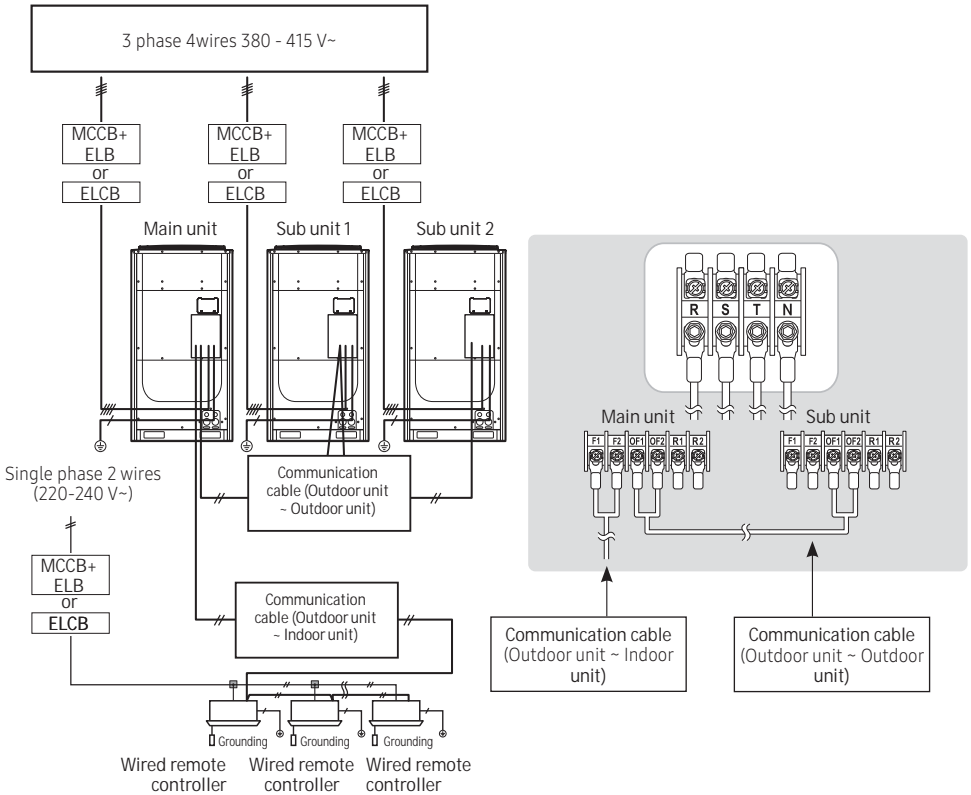 3 phase 4wires 380 - 415 V~
MCCB+
ELB
or
ELCB
MCCB+
ELB
or
ELCB
MCCB+
ELB
or
ELCB
Main unit
Sub unit 1
Sub unit 2
Communication
cable (Outdoor unit
~ Outdoor unit)
Single phase 2 wires
(220-240 V~)
MCCB+
ELB
or
ELCB
Communication
cable (Outdoor unit
~ Indoor unit)
Grounding
Grounding
Grounding
Wired remote
controller
Wired remote
controller
Wired remote
controller
R S T N
Main unit
F1 F2 OF1 OF2 R1 R2
Sub unit
F1 F2 OF1 OF2 R1 R2
Communication cable
(Outdoor unit ~ Indoor
unit)
Communication cable
(Outdoor unit ~ Outdoor
unit)